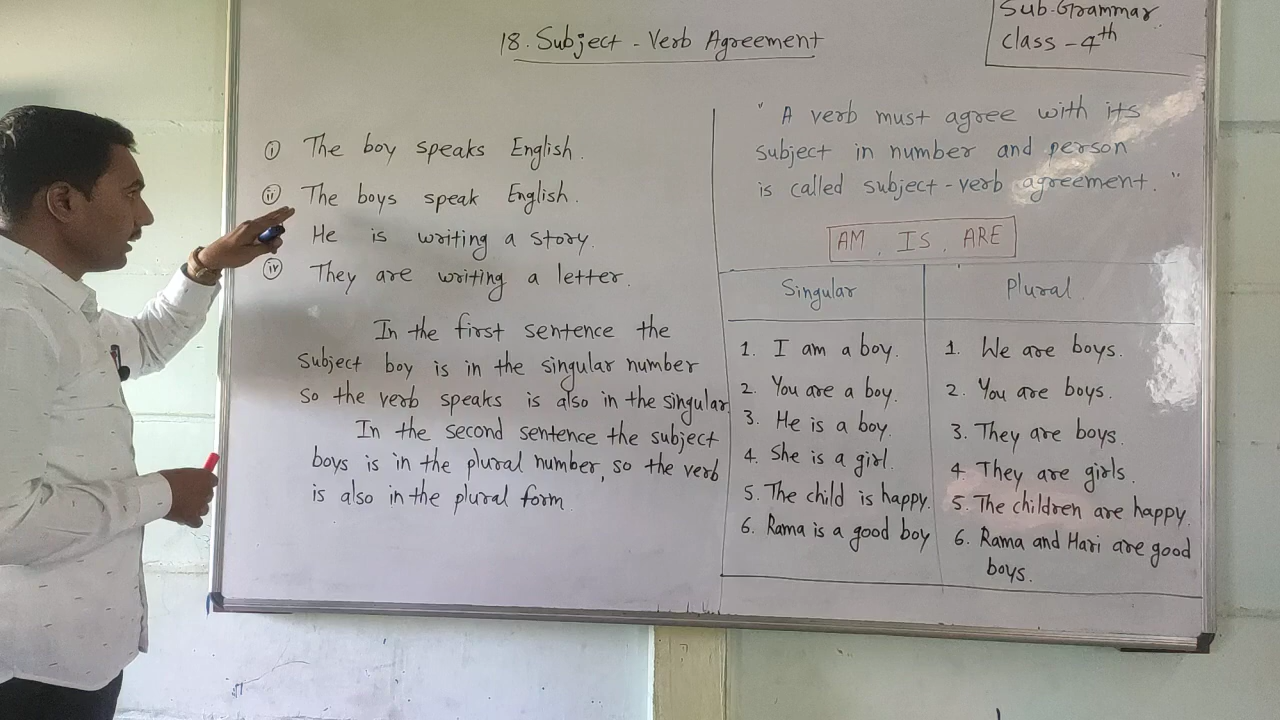 18. Subject - Verb Agreement
Sub-Grammar
Class - 4th
(i) The boy speaks English.
(ii) The boys speak English.
He is writing a story.
(iv) They are writing a letter.
In the first sentence the
Subject boy is in the singular number
so the verb speaks is also in the singular
In the second sentence the subject
boys is in the plural number, so the verb
is also in the plural form.
" A verb must agree with its
subject in number and person
is called subject-verb agreement. "
AM , IS , ARE
Singular
1. I am a boy.
2. You are a boy.
3. He is a boy.
4. She is a girl.
5. The child is happy.
6. Rama is a good boy
Plural
1. We are boys.
2. You are boys.
3. They are boys.
4 They are girls.
5. The children are happy.
6. Rama and Hari are good
boys.